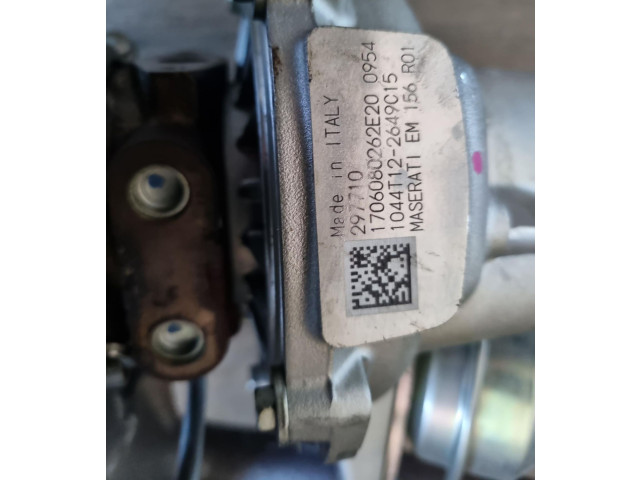 Made in ITALY
297710
1706080262E20 0954
1044T12-2649C15
MASERATI EM 156 R01